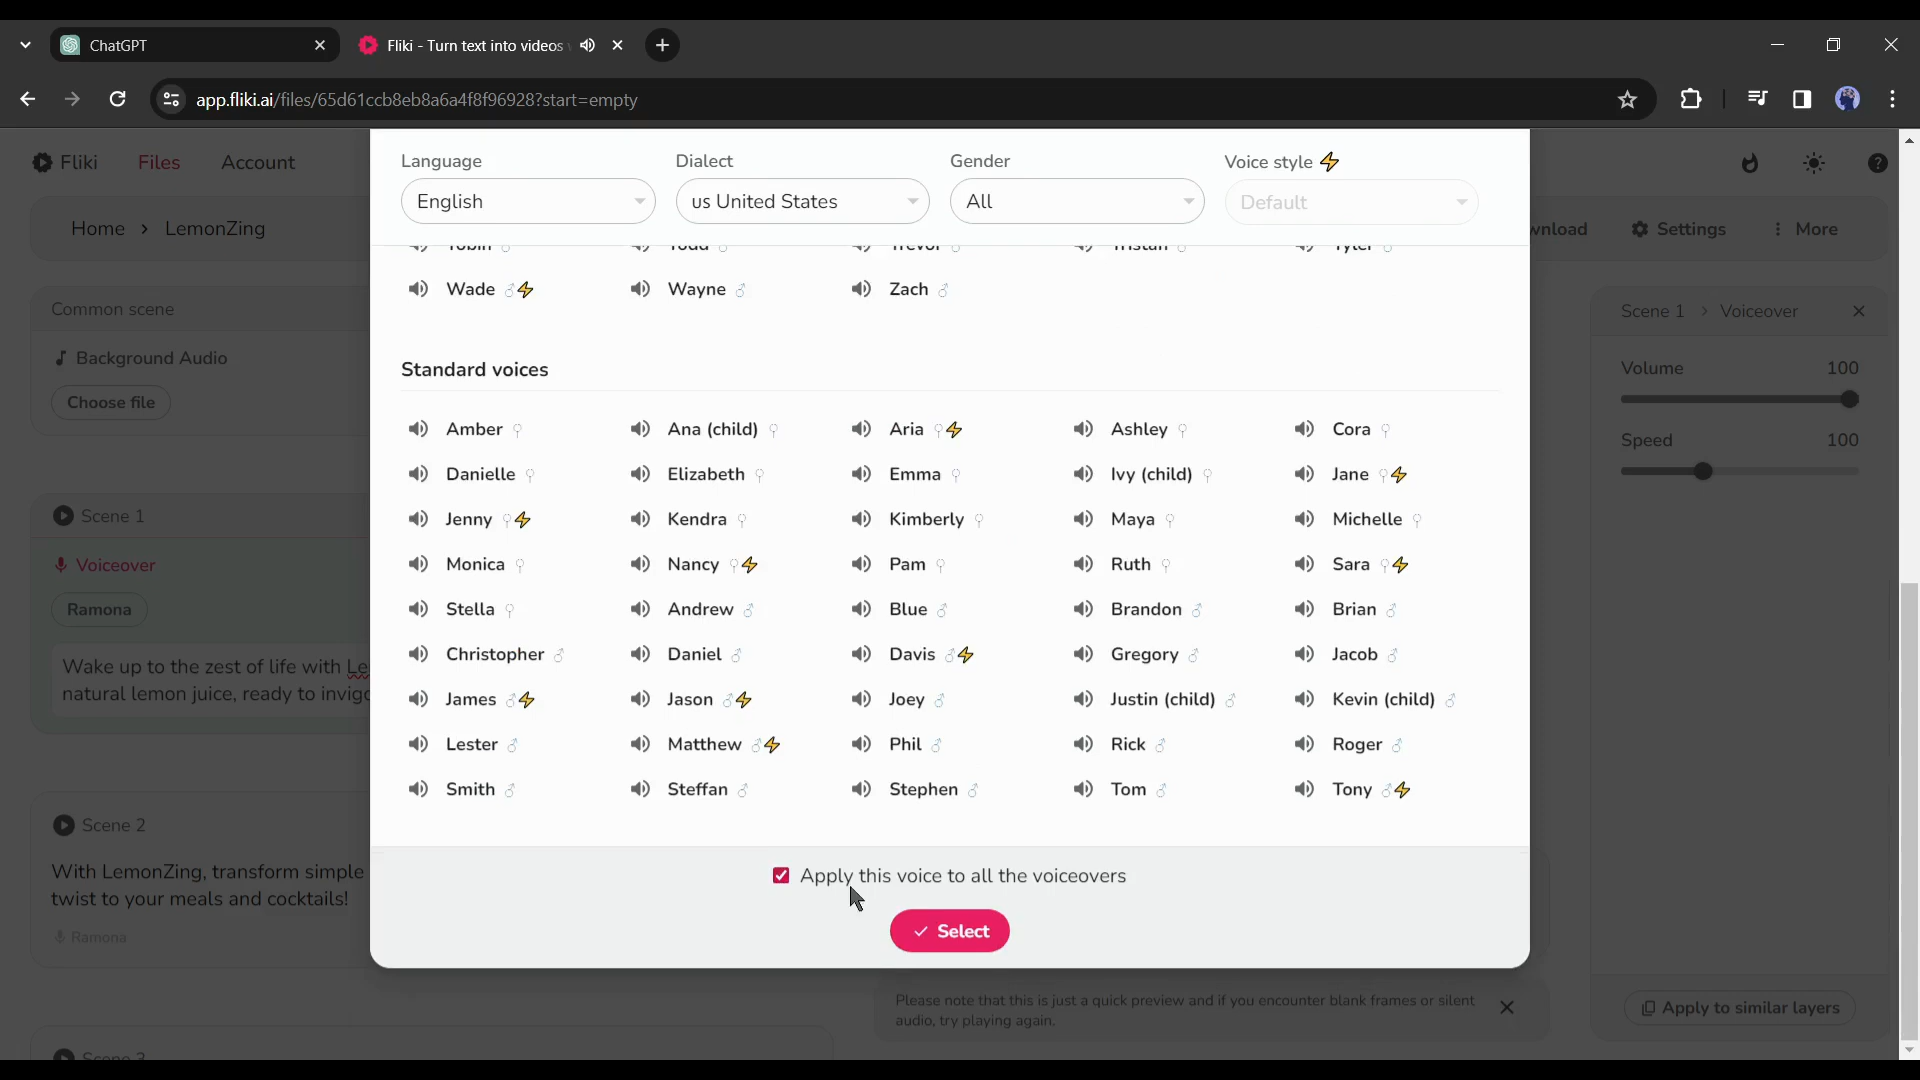 ChatGPT
Fliki - Turn text into videos
app.fliki.ai/files/65d61ccb8eb8a6a4f8f96928?start=empty
Fliki Files Account
Home > LemonZing
Settings More
Language Dialect Gender Voice style
English us United States All Default
Tobin Todd Trevor Tristan Tyler
Wade Wayne Zach
Standard voices
Amber Ana (child) Aria Ashley Cora
Danielle Elizabeth Emma Ivy (child) Jane
Jenny Kendra Kimberly Maya Michelle
Monica Nancy Pam Ruth Sara
Stella Andrew Blue Brandon Brian
Christopher Daniel Davis Gregory Jacob
James Jason Joey Justin (child) Kevin (child)
Lester Matthew Phil Rick Roger
Smith Steffan Stephen Tom Tony
Apply this voice to all the voiceovers
Select
Common scene
Background Audio
Choose file
Scene 1
Voiceover
Ramona
Wake up to the zest of life with Le
natural lemon juice, ready to invigo
Scene 2
With LemonZing, transform simple
twist to your meals and cocktails!
Ramona
Scene 3
Please note that this is just a quick preview and if you encounter blank frames or silent
audio, try playing again.
Scene 1 > Voiceover
Volume 100
Speed 100
Apply to similar layers